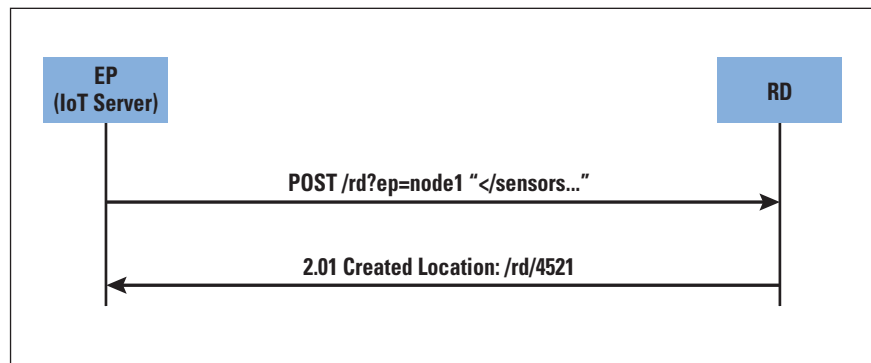 EP
(IoT Server)
RD
POST /rd?ep=node1 “</sensors...”
2.01 Created Location: /rd/4521